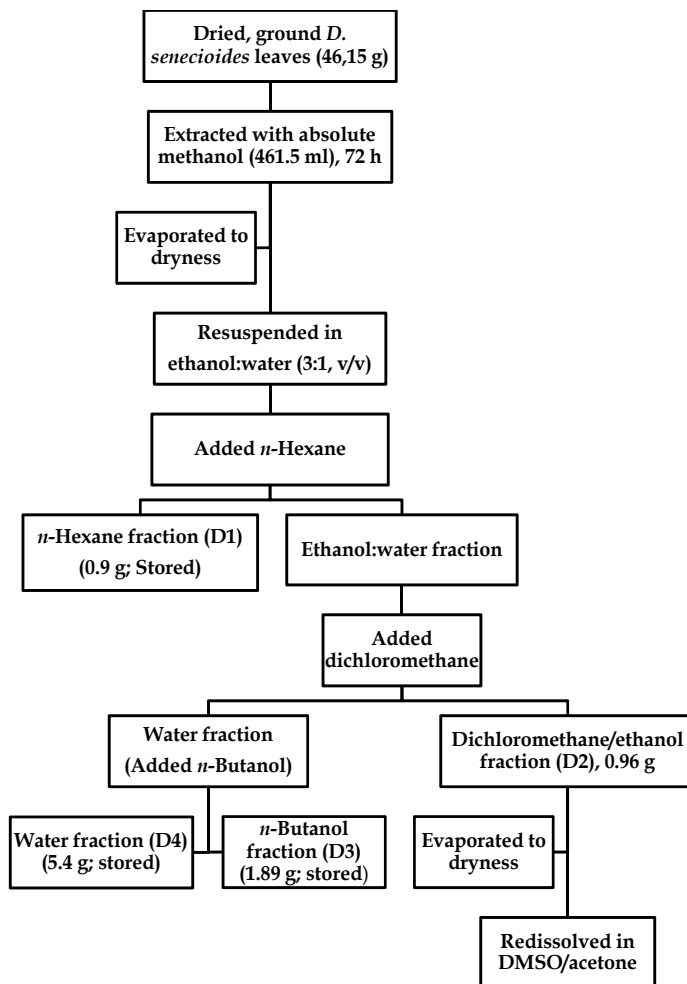 Dried, ground D.
senecioides leaves (46,15 g)
Extracted with absolute
methanol (461.5 ml), 72 h
Evaporated to
dryness
Resuspended in
ethanol:water (3:1, v/v)
Added n-Hexane
n-Hexane fraction (D1)
(0.9 g; Stored)
Ethanol:water fraction
Added
dichloromethane
Water fraction
(Added n-Butanol)
Dichloromethane/ethanol
fraction (D2), 0.96 g
Water fraction (D4)
(5.4 g; stored)
n-Butanol
fraction (D3)
(1.89 g; stored)
Evaporated to
dryness
Redissolved in
DMSO/acetone